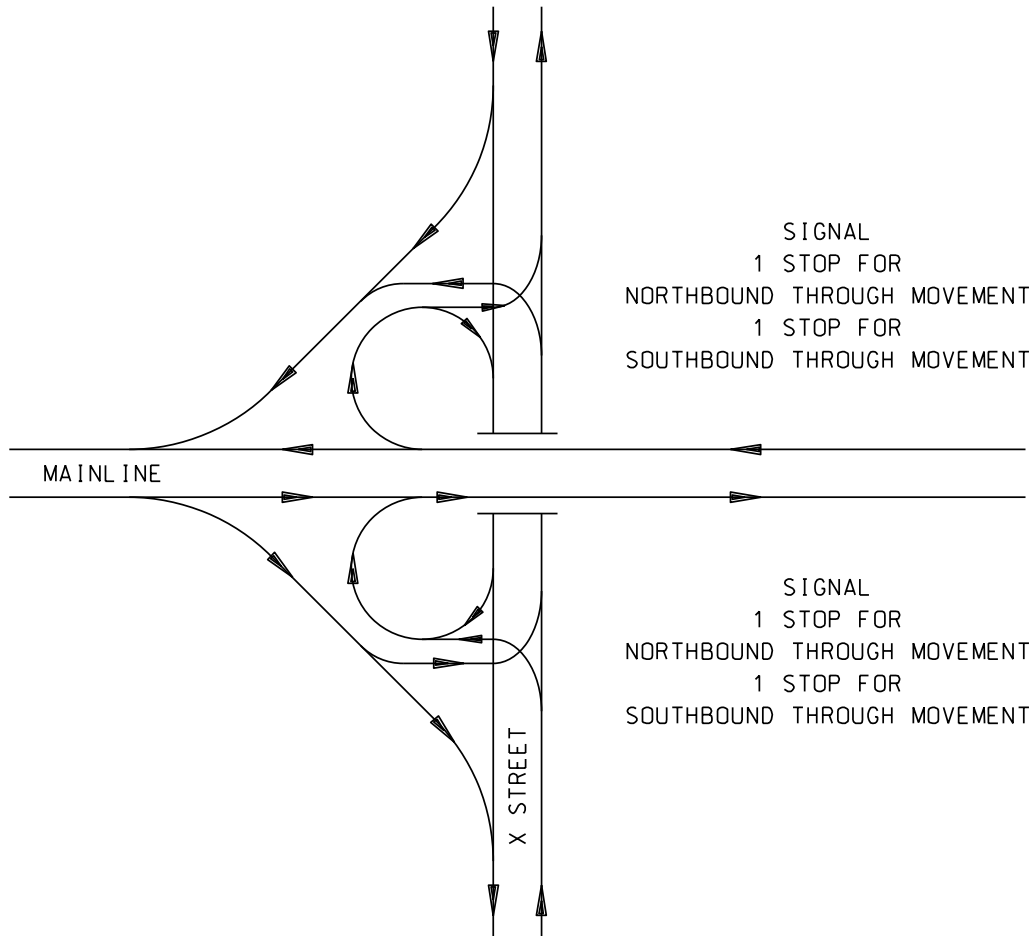 SIGNAL
1 STOP FOR
NORTHBOUND THROUGH MOVEMENT
1 STOP FOR
SOUTHBOUND THROUGH MOVEMENT
MAINLINE
SIGNAL
1 STOP FOR
NORTHBOUND THROUGH MOVEMENT
1 STOP FOR
SOUTHBOUND THROUGH MOVEMENT
X STREET